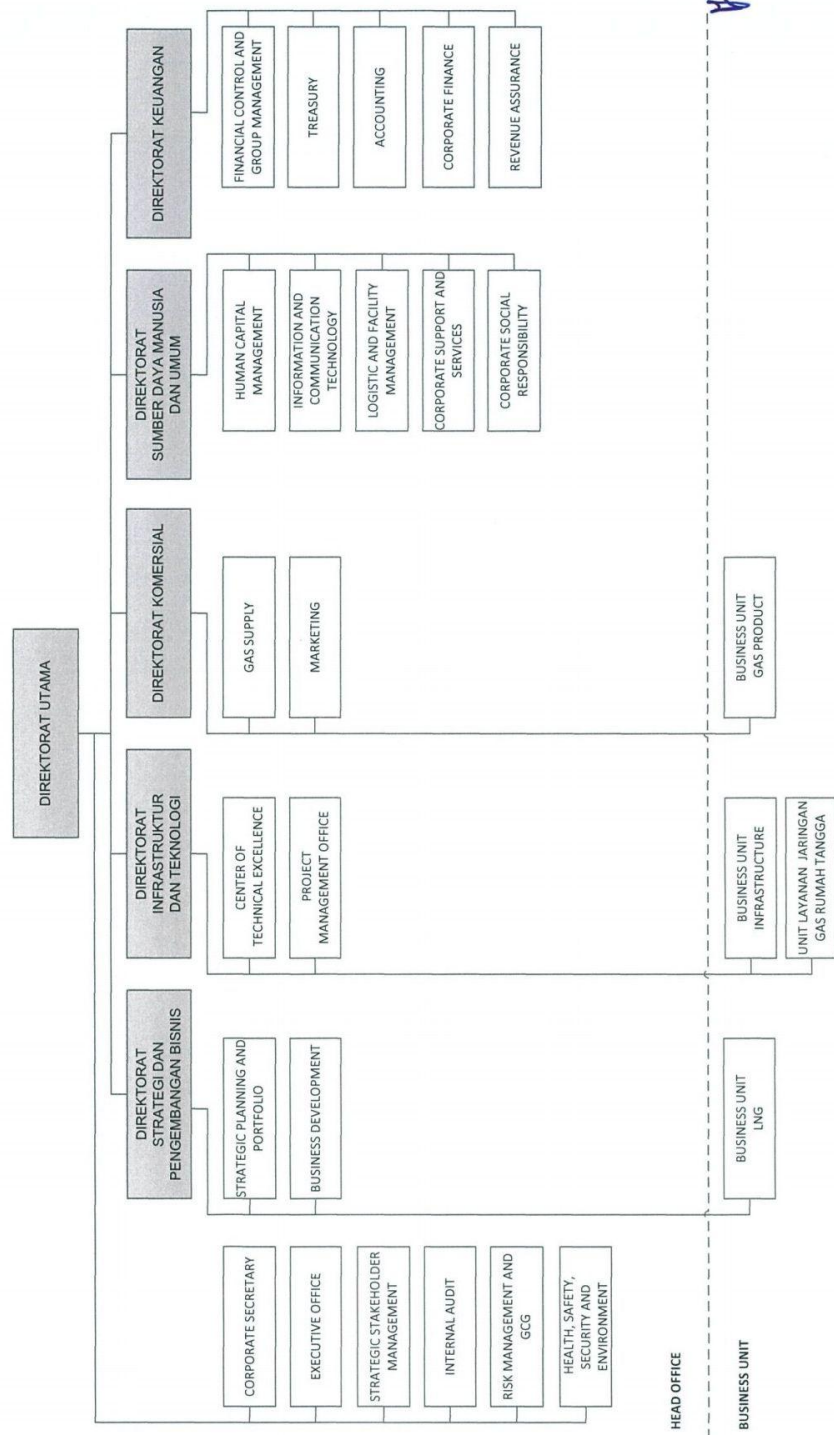 DIREKTORAT UTAMA
DIREKTORAT
STRATEGI DAN
PENGEMBANGAN BISNIS
DIREKTORAT
INFRASTRUKTUR
DAN TEKNOLOGI
DIREKTORAT KOMERSIAL
DIREKTORAT
SUMBER DAYA MANUSIA
DAN UMUM
DIREKTORAT KEUANGAN
CORPORATE SECRETARY
EXECUTIVE OFFICE
STRATEGIC STAKEHOLDER
MANAGEMENT
INTERNAL AUDIT
RISK MANAGEMENT AND
GCG
HEALTH, SAFETY,
SECURITY AND
ENVIRONMENT
STRATEGIC PLANNING AND
PORTFOLIO
BUSINESS DEVELOPMENT
CENTER OF
TECHNICAL EXCELLENCE
PROJECT
MANAGEMENT OFFICE
GAS SUPPLY
MARKETING
HUMAN CAPITAL
MANAGEMENT
INFORMATION AND
COMMUNICATION
TECHNOLOGY
LOGISTIC AND FACILITY
MANAGEMENT
CORPORATE SUPPORT AND
SERVICES
CORPORATE SOCIAL
RESPONSIBILITY
FINANCIAL CONTROL AND
GROUP MANAGEMENT
TREASURY
ACCOUNTING
CORPORATE FINANCE
REVENUE ASSURANCE
HEAD OFFICE
BUSINESS UNIT
BUSINESS UNIT
LNG
BUSINESS UNIT
INFRASTRUCTURE
UNIT LAYANAN JARINGAN
GAS RUMAH TANGGA
BUSINESS UNIT
GAS PRODUCT